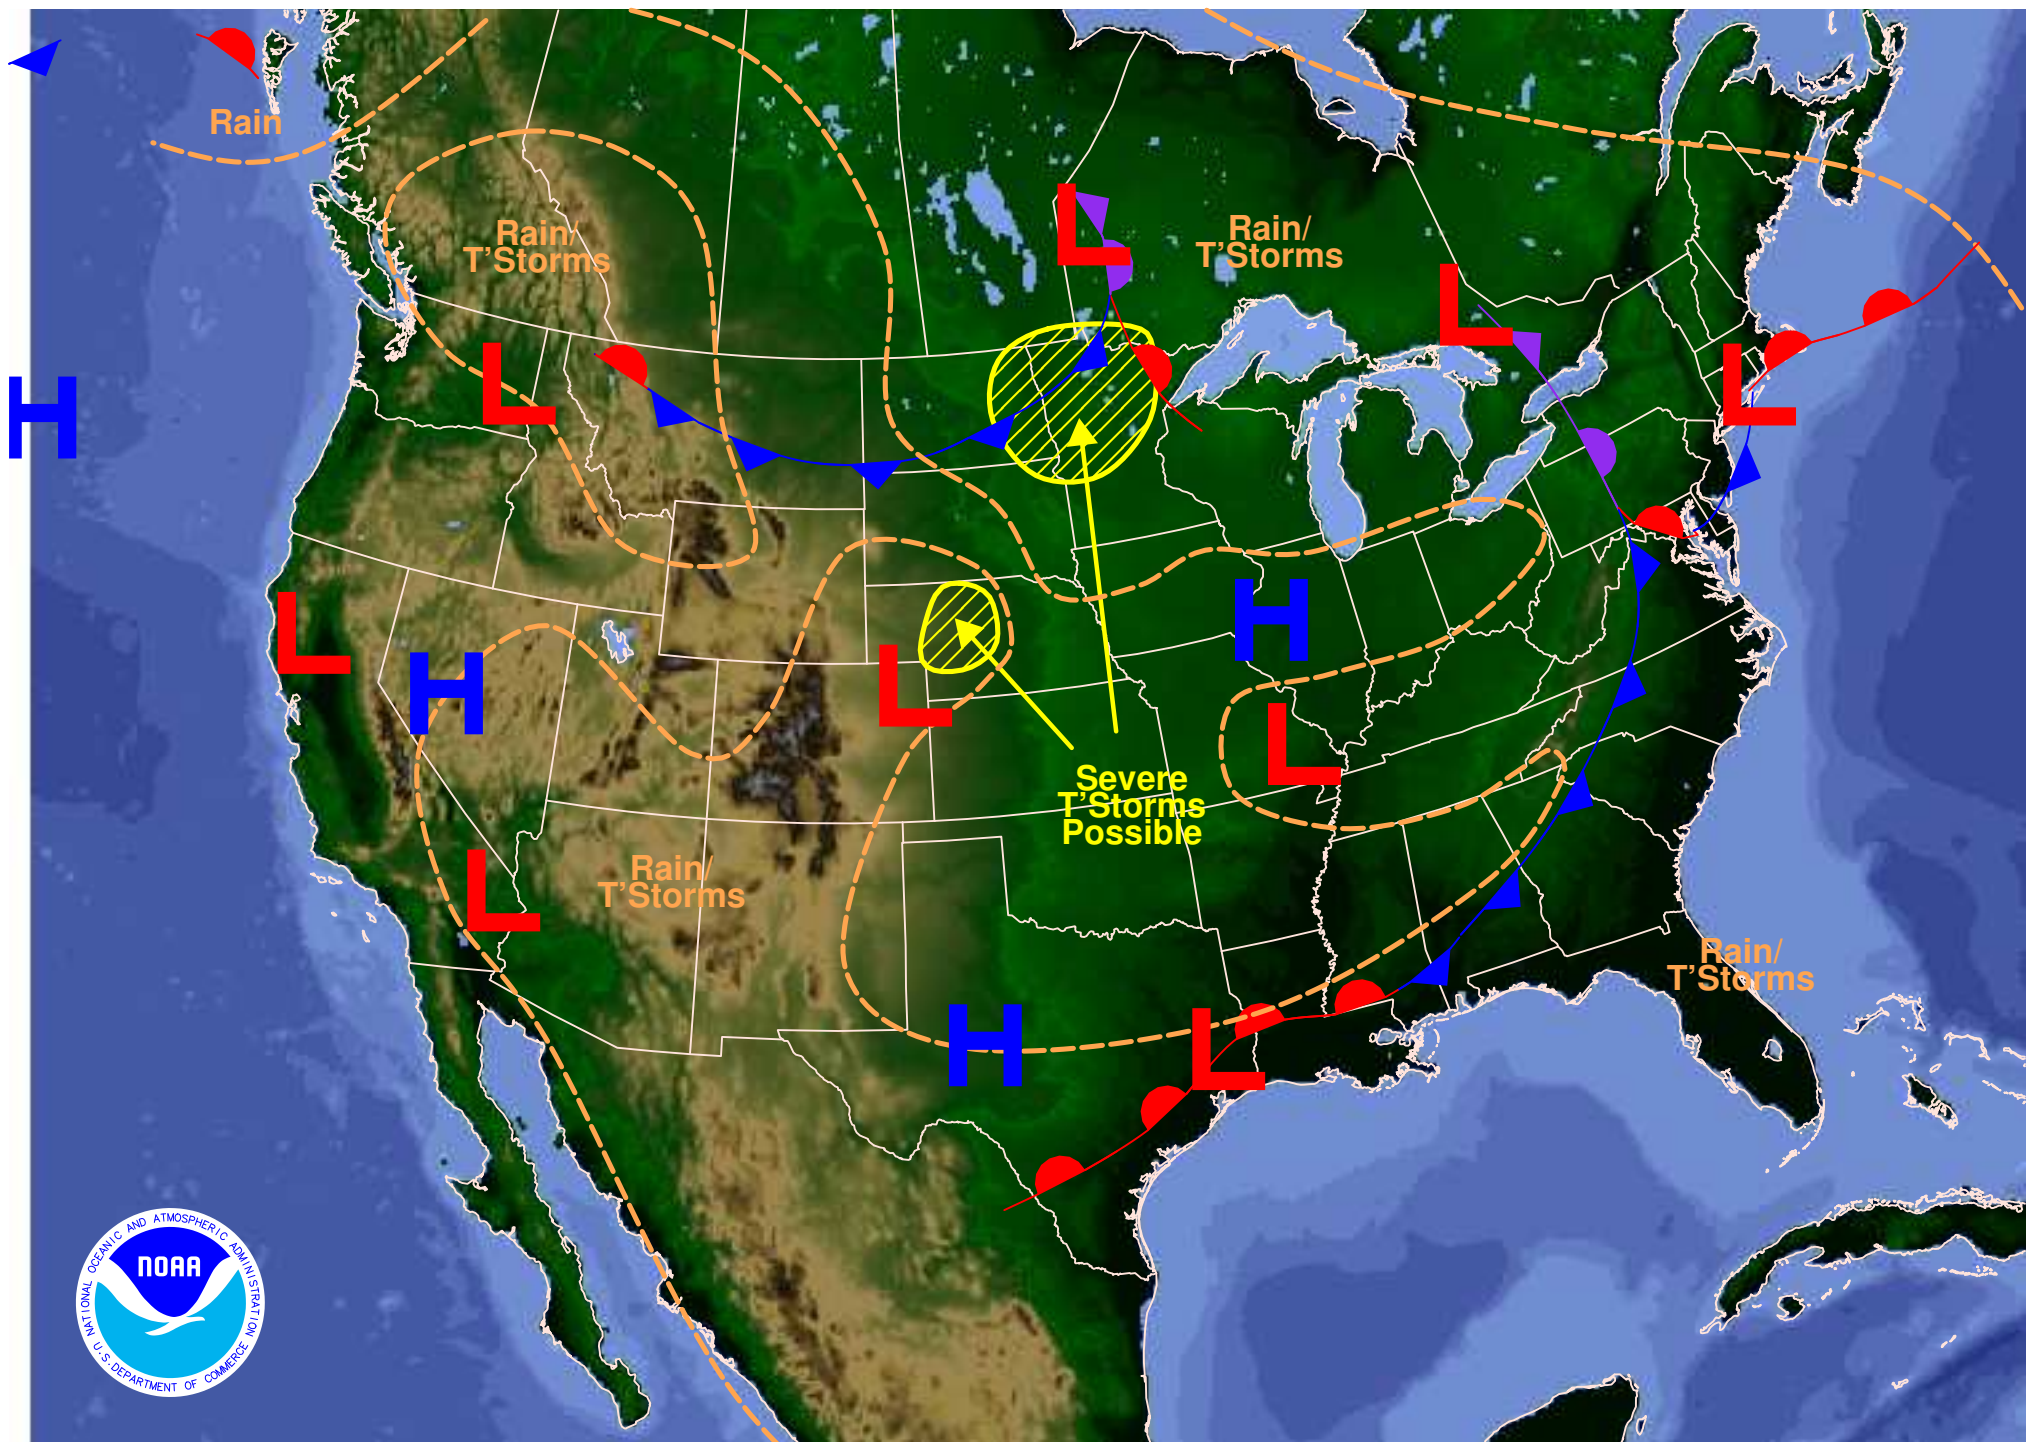 Rain
Rain/
T'Storms
Rain/
T'Storms
L
L
H
L
L
L
L
H
H
L
L
Severe
T'Storms
Possible
L
Rain/
T'Storms
Rain/
T'Storms
H
L
NATIONAL OCEANIC AND ATMOSPHERIC ADMINISTRATION
NOAA
U.S. DEPARTMENT OF COMMERCE